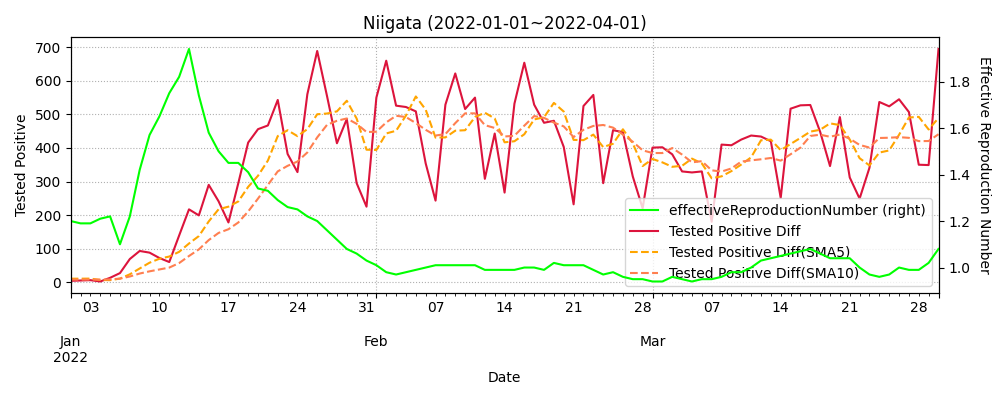 Niigata (2022-01-01~2022-04-01)
700
600
500
400
300
200
100
0
Tested Positive
1.8
1.6
1.4
1.2
1.0
Effective Reproduction Number
effectiveReproductionNumber (right)
Tested Positive Diff
Tested Positive Diff(SMA5)
Tested Positive Diff(SMA10)
03 10 17 24 31 07 14 21 28 07 14 21 28
Jan Feb Mar
2022
Date